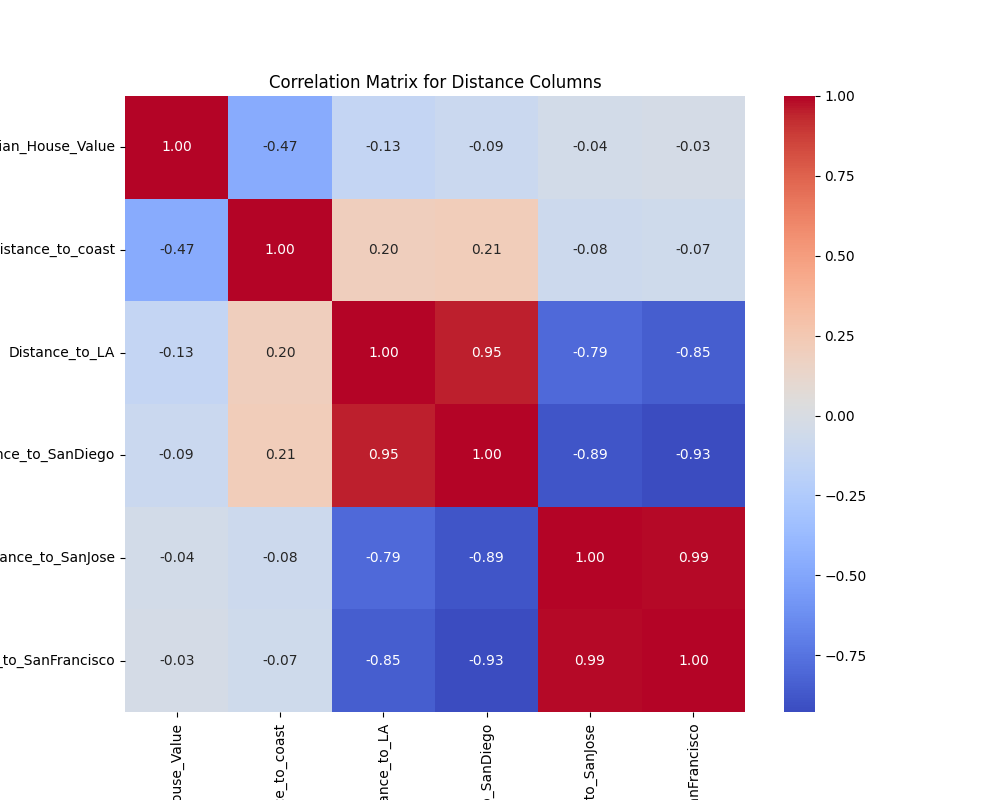 Correlation Matrix for Distance Columns
ian_House_Value 1.00 -0.47 -0.13 -0.09 -0.04 -0.03
istance_to_coast -0.47 1.00 0.20 0.21 -0.08 -0.07
Distance_to_LA -0.13 0.20 1.00 0.95 -0.79 -0.85
nce_to_SanDiego -0.09 0.21 0.95 1.00 -0.89 -0.93
ance_to_SanJose -0.04 -0.08 -0.79 -0.89 1.00 0.99
_to_SanFrancisco -0.03 -0.07 -0.85 -0.93 0.99 1.00
ouse_Value
ce_to_coast
ance_to_LA
o_SanDiego
to_SanJose
nFrancisco
1.00
0.75
0.50
0.25
0.00
−0.25
−0.50
−0.75